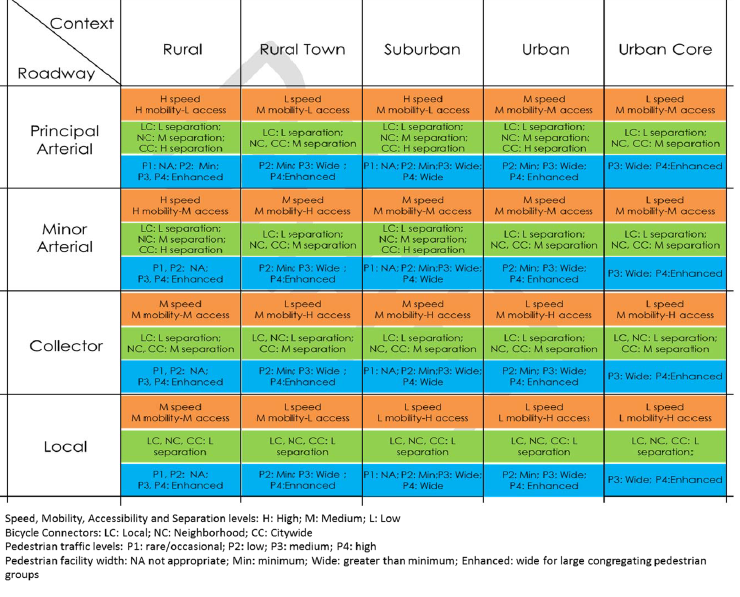 Context
Roadway
Rural
Rural Town
Suburban
Urban
Urban Core
Principal
Arterial
H speed
H mobility-L access
L speed
M mobility-L access
H speed
M mobility-L access
M speed
M mobility-M access
L speed
M mobility-M access
LC: L separation;
NC: M separation;
CC: H separation
LC: L separation;
NC, CC: M separation
LC: L separation;
NC: M separation;
CC: H separation
LC: L separation;
NC: M separation;
CC: H separation
LC: L separation;
NC, CC: M separation
P1: NA; P2: Min;
P3, P4: Enhanced
P2: Min; P3: Wide ;
P4:Enhanced
P1: NA; P2: Min;P3: Wide;
P4: Wide
P2: Min; P3: Wide;
P4: Enhanced
P3: Wide; P4:Enhanced
Minor
Arterial
H speed
H mobility-M access
M speed
M mobility-H access
M speed
M mobility-M access
M speed
M mobility-M access
L speed
M mobility-M access
LC: L separation;
NC: M separation;
CC: H separation
LC: L separation;
NC, CC: M separation
LC: L separation;
NC: M separation;
CC: H separation
LC: L separation;
NC, CC: M separation
LC: L separation;
NC, CC: M separation
P1, P2: NA;
P3, P4: Enhanced
P2: Min; P3: Wide ;
P4:Enhanced
P1: NA; P2: Min;P3: Wide;
P4: Wide
P2: Min; P3: Wide;
P4: Enhanced
P3: Wide; P4:Enhanced
Collector
M speed
M mobility-M access
L speed
M mobility-H access
M speed
M mobility-H access
L speed
M mobility-H access
L speed
M mobility-H access
LC: L separation;
NC, CC: M separation
LC, NC: L separation;
CC: M separation
LC: L separation;
NC, CC: M separation
LC: L separation;
NC, CC: M separation
LC, NC: L separation;
CC: M separation
P1, P2: NA;
P3, P4: Enhanced
P2: Min; P3: Wide ;
P4:Enhanced
P1: NA; P2: Min;P3: Wide;
P4: Wide
P2: Min; P3: Wide;
P4: Enhanced
P3: Wide; P4:Enhanced
Local
M speed
M mobility-M access
L speed
M mobility-L access
L speed
L mobility-H access
L speed
L mobility-H access
L speed
L mobility-H access
LC, NC, CC: L
separation
LC, NC, CC: L
separation
LC, NC, CC: L
separation
LC, NC, CC: L
separation
LC, NC, CC: L
separation;
P1, P2: NA;
P3, P4: Enhanced
P2: Min; P3: Wide ;
P4:Enhanced
P1: NA; P2: Min;P3: Wide;
P4: Wide
P2: Min; P3: Wide;
P4: Enhanced
P3: Wide; P4:Enhanced
Speed, Mobility, Accessibility and Separation levels: H: High; M: Medium; L: Low
Bicycle Connectors: LC: Local; NC: Neighborhood; CC: Citywide
Pedestrian traffic levels: P1: rare/occasional; P2: low; P3: medium; P4: high
Pedestrian facility width: NA not appropriate; Min: minimum; Wide: greater than minimum; Enhanced: wide for large congregating pedestrian
groups